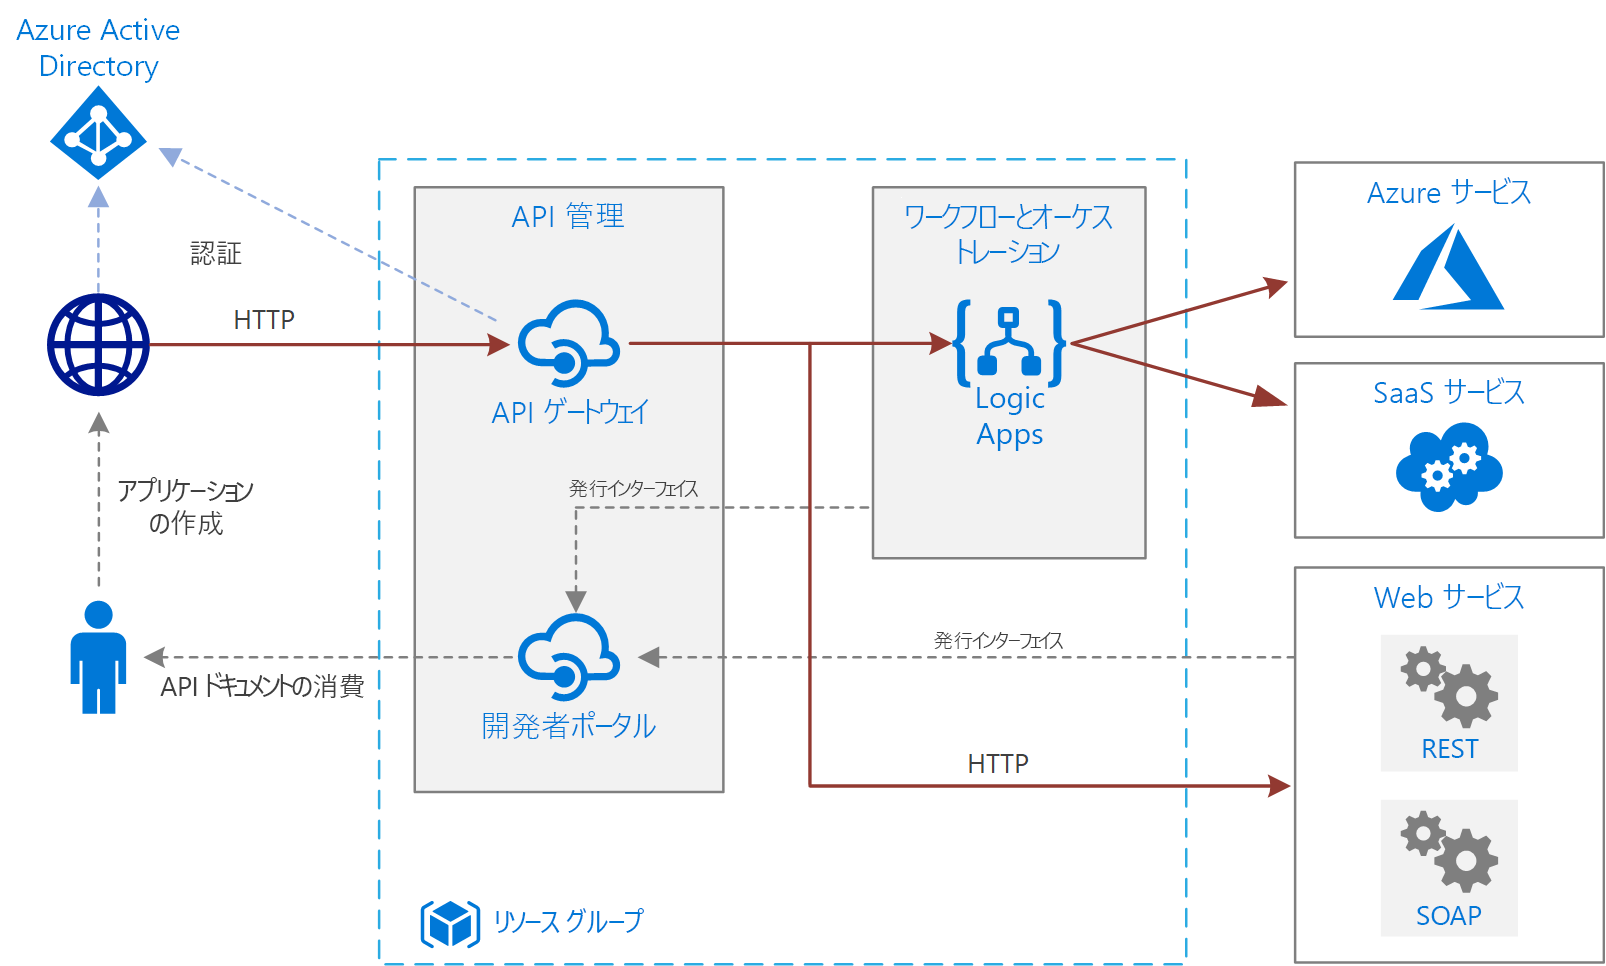 Azure Active
Directory
認証
HTTP
アプリケーション
の作成
API ドキュメントの消費
API 管理
API ゲートウェイ
発行インターフェイス
開発者ポータル
ワークフローとオーケス
トレーション
Logic
Apps
発行インターフェイス
HTTP
リソース グループ
Azure サービス
SaaS サービス
Web サービス
REST
SOAP